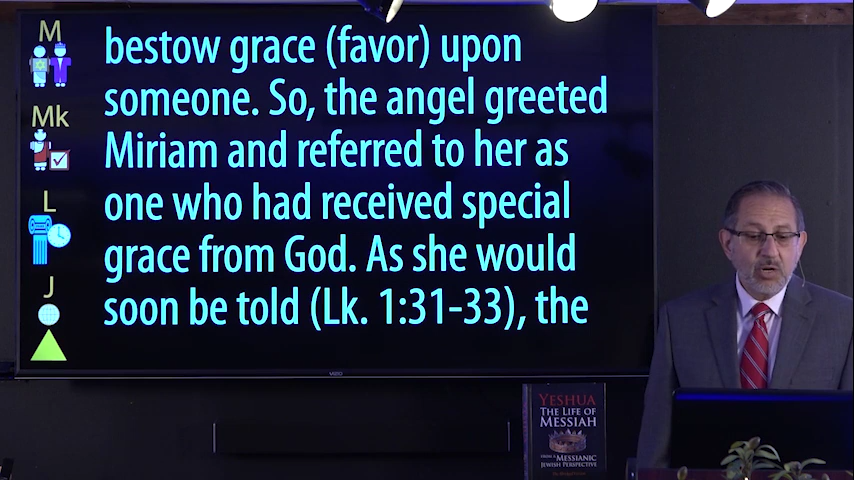 M
bestow grace (favor) upon
someone. So, the angel greeted
Mk
Miriam and referred to her as
one who had received special
L
grace from God. As she would
J
soon be told (Lk. 1:31-33), the
VIZIO
YESHUA
THE LIFE OF
MESSIAH
FROM A MESSIANIC
JEWISH PERSPECTIVE